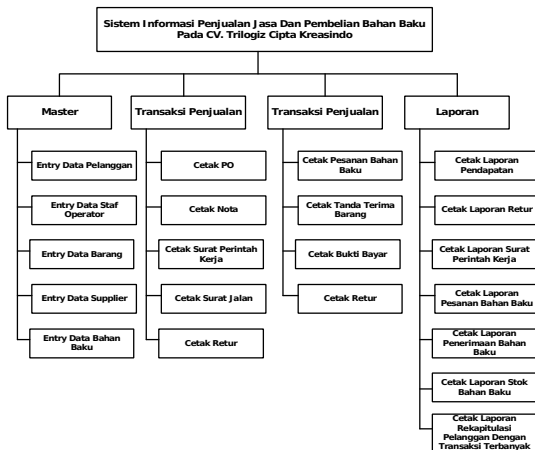 Sistem Informasi Penjualan Jasa Dan Pembelian Bahan Baku
Pada CV. Trilogiz Cipta Kreasindo
Master
Entry Data Pelanggan
Entry Data Staf
Operator
Entry Data Barang
Entry Data Supplier
Entry Data Bahan
Baku
Transaksi Penjualan
Cetak PO
Cetak Nota
Cetak Surat Perintah
Kerja
Cetak Surat Jalan
Cetak Retur
Transaksi Penjualan
Cetak Pesanan Bahan
Baku
Cetak Tanda Terima
Barang
Cetak Bukti Bayar
Cetak Retur
Laporan
Cetak Laporan
Pendapatan
Cetak Laporan Retur
Cetak Laporan Surat
Perintah Kerja
Cetak Laporan
Pesanan Bahan Baku
Cetak Laporan
Penerimaan Bahan
Baku
Cetak Laporan Stok
Bahan Baku
Cetak Laporan
Rekapitulasi
Pelanggan Dengan
Transaksi Terbanyak